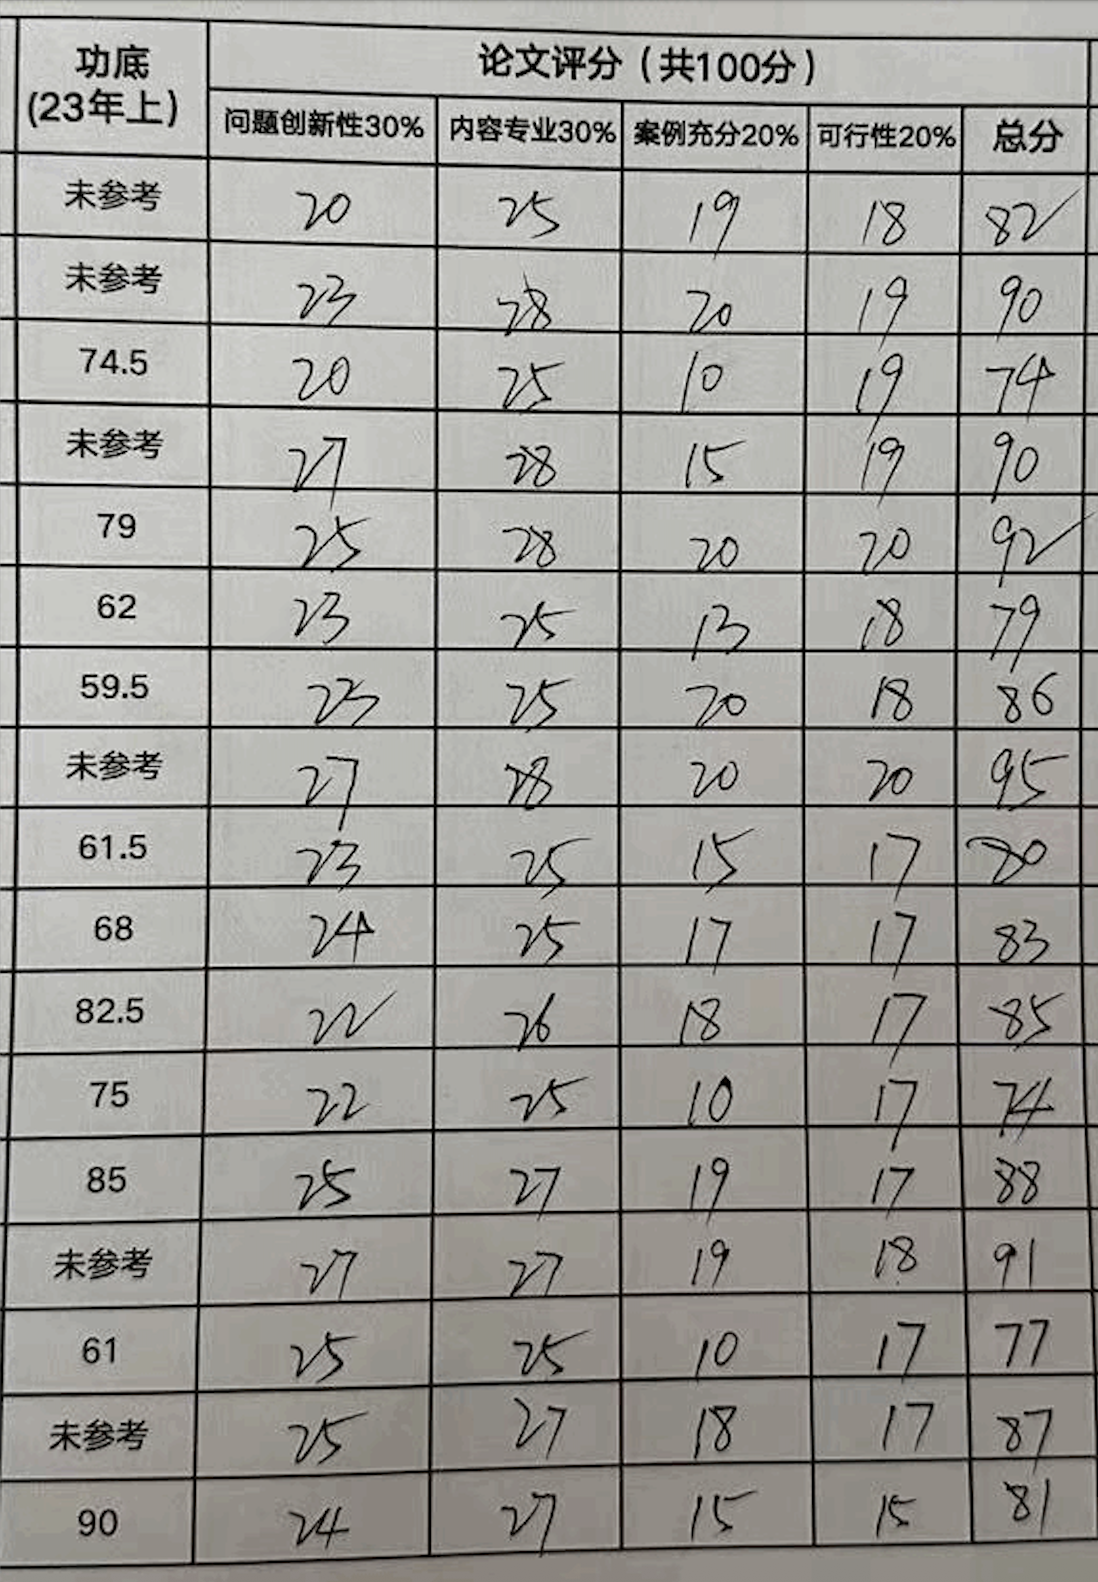 功底 论文评分（共100分）
(23年上) 问题创新性30% 内容专业30% 案例充分20% 可行性20% 总分
未参考 20 25 19 18 82
未参考 23 28 20 19 90
74.5 20 25 10 19 74
未参考 27 28 15 19 90
79 25 28 20 20 92
62 23 25 13 18 79
59.5 23 25 20 18 86
未参考 27 28 20 20 95
61.5 23 25 15 17 80
68 24 25 17 17 83
82.5 22 26 18 17 85
75 22 25 10 17 74
85 25 27 19 17 88
未参考 27 27 19 18 91
61 25 25 10 17 77
未参考 25 27 18 17 87
90 24 27 15 15 81